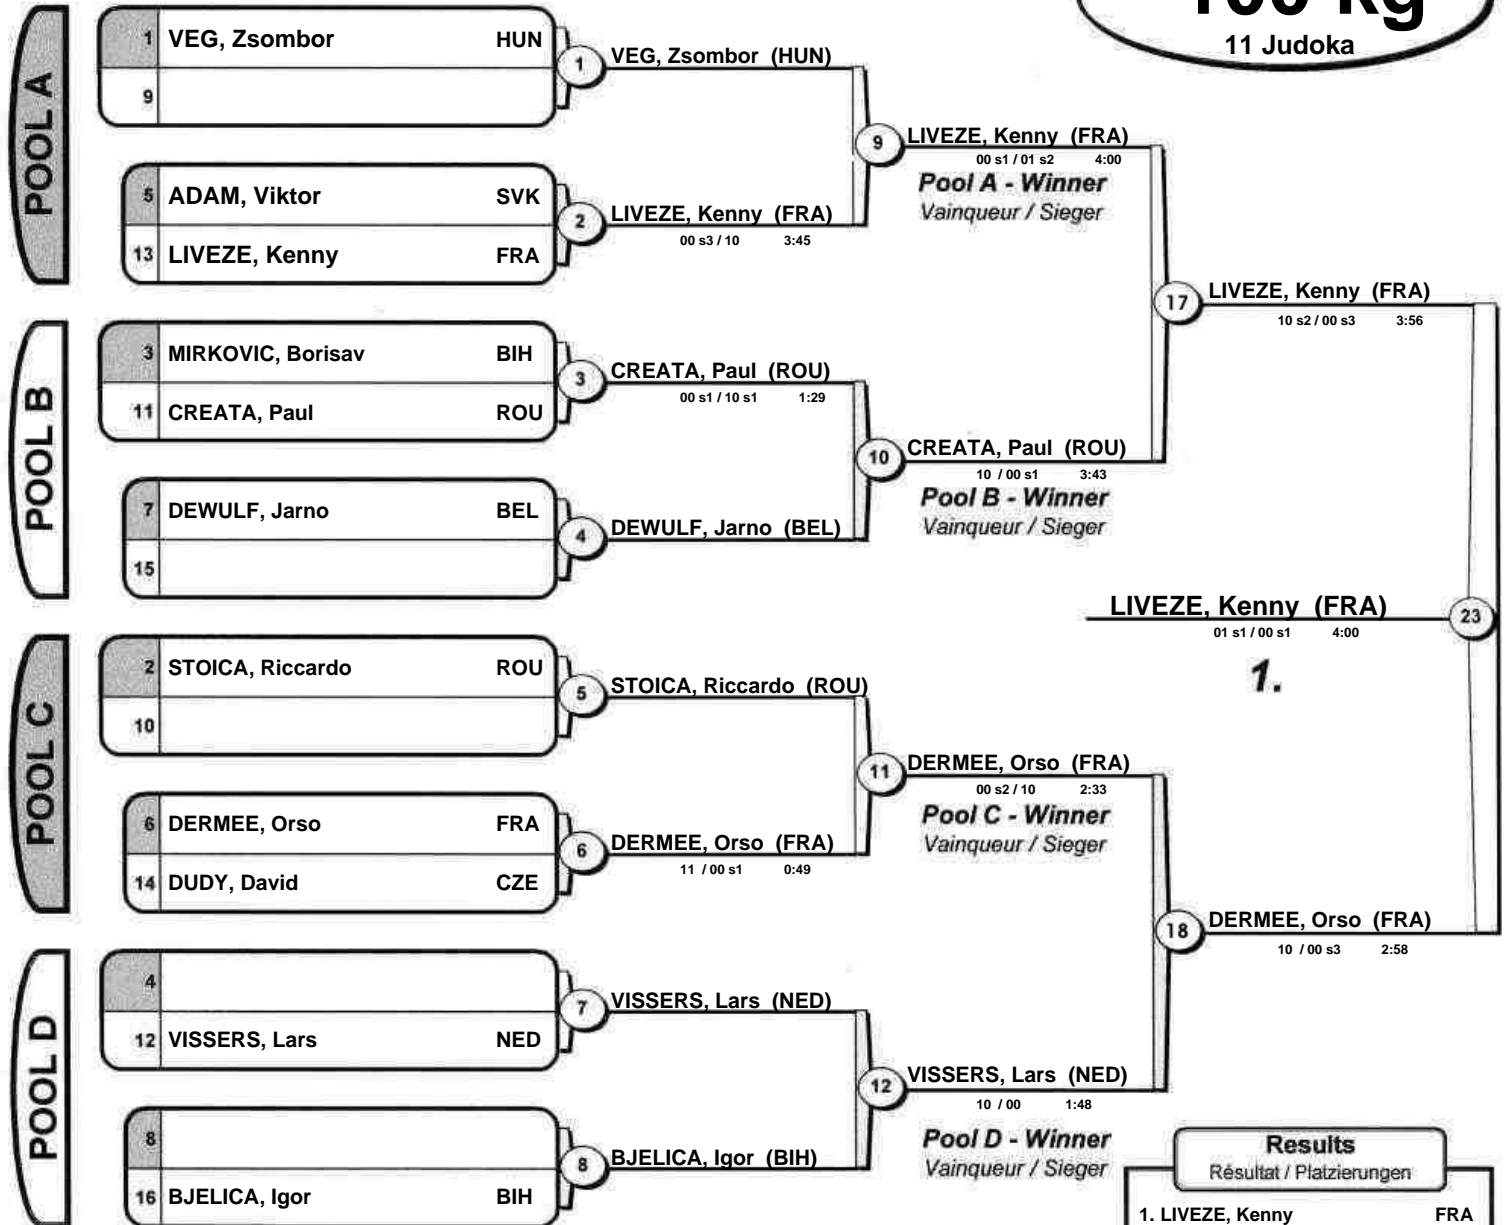 100 kg
11 Judoka
POOL A
1 VEG, Zsombor HUN
9
1 VEG, Zsombor (HUN)
5 ADAM, Viktor SVK
13 LIVEZE, Kenny FRA
2 LIVEZE, Kenny (FRA)
00 s3 / 10 3:45
9 LIVEZE, Kenny (FRA)
00 s1 / 01 s2 4:00
Pool A - Winner
Vainqueur / Sieger
POOL B
3 MIRKOVIC, Borisav BIH
11 CREATA, Paul ROU
3 CREATA, Paul (ROU)
00 s1 / 10 s1 1:29
7 DEWULF, Jarno BEL
15
4 DEWULF, Jarno (BEL)
10 CREATA, Paul (ROU)
10 / 00 s1 3:43
Pool B - Winner
Vainqueur / Sieger
17 LIVEZE, Kenny (FRA)
10 s2 / 00 s3 3:56
LIVEZE, Kenny (FRA) 23
01 s1 / 00 s1 4:00
1.
POOL C
2 STOICA, Riccardo ROU
10
5 STOICA, Riccardo (ROU)
6 DERMEE, Orso FRA
14 DUDY, David CZE
6 DERMEE, Orso (FRA)
11 / 00 s1 0:49
11 DERMEE, Orso (FRA)
00 s2 / 10 2:33
Pool C - Winner
Vainqueur / Sieger
POOL D
4
12 VISSERS, Lars NED
7 VISSERS, Lars (NED)
8
16 BJELICA, Igor BIH
8 BJELICA, Igor (BIH)
12 VISSERS, Lars (NED)
10 / 00 1:48
Pool D - Winner
Vainqueur / Sieger
18 DERMEE, Orso (FRA)
10 / 00 s3 2:58
Results
Résultat / Platzierungen
1. LIVEZE, Kenny FRA